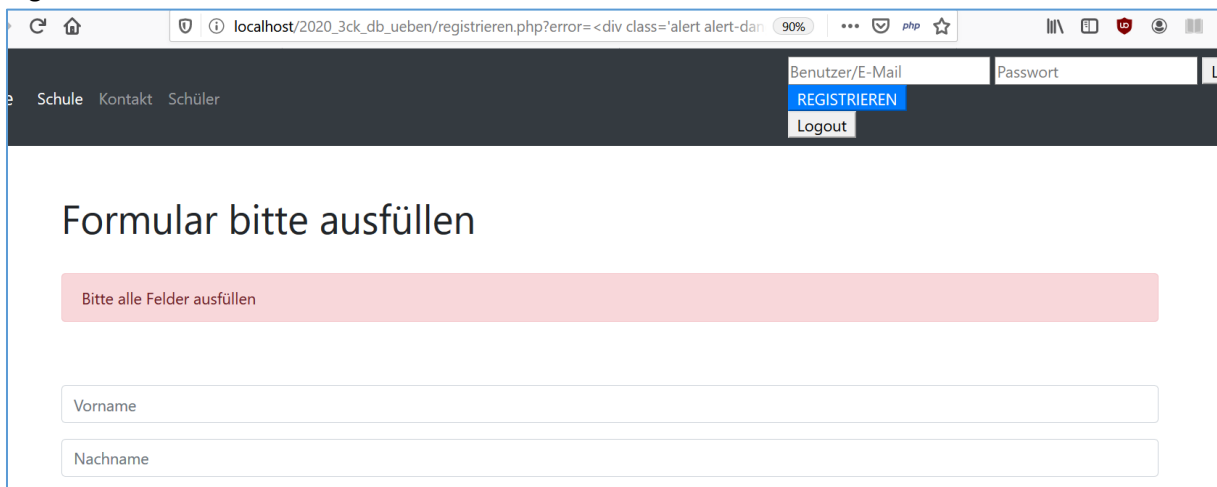 localhost/2020_3ck_db_ueben/registrieren.php?error=<div class='alert alert-dan 90% php
Benutzer/E-Mail Passwort L
Schule Kontakt Schüler
REGISTRIEREN
Logout
Formular bitte ausfüllen
Bitte alle Felder ausfüllen
Vorname
Nachname